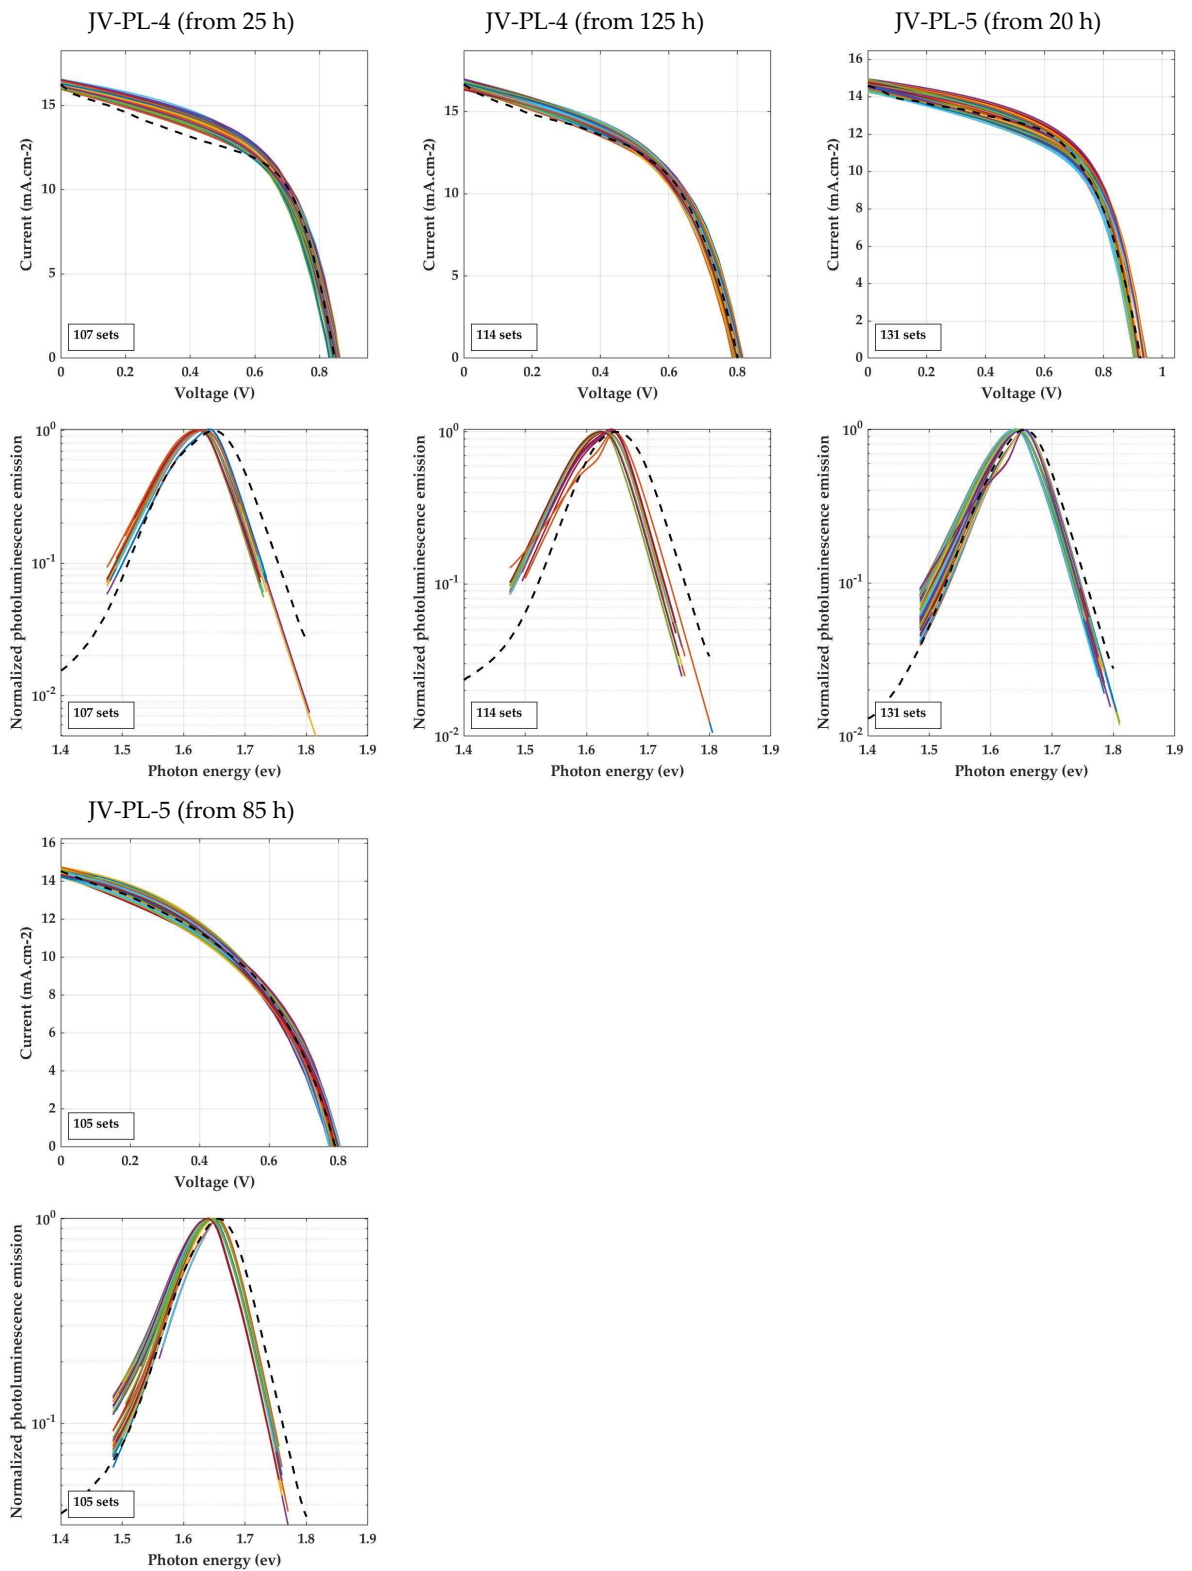 JV-PL-4 (from 25 h)
JV-PL-4 (from 125 h)
JV-PL-5 (from 20 h)
Current (mA.cm-2)
15
10
5
0
107 sets
0 0.2 0.4 0.6 0.8
Voltage (V)
Current (mA.cm-2)
15
10
5
0
114 sets
0 0.2 0.4 0.6 0.8
Voltage (V)
Current (mA.cm-2)
16
14
12
10
8
6
4
2
0
131 sets
0 0.2 0.4 0.6 0.8 1
Voltage (V)
Normalized photoluminescence emission
10^0
10^-1
10^-2
107 sets
1.4 1.5 1.6 1.7 1.8 1.9
Photon energy (ev)
Normalized photoluminescence emission
10^0
10^-1
10^-2
114 sets
1.4 1.5 1.6 1.7 1.8 1.9
Photon energy (ev)
Normalized photoluminescence emission
10^0
10^-1
10^-2
131 sets
1.4 1.5 1.6 1.7 1.8 1.9
Photon energy (ev)
JV-PL-5 (from 85 h)
Current (mA.cm-2)
16
14
12
10
8
6
4
2
0
105 sets
0 0.2 0.4 0.6 0.8
Voltage (V)
Normalized photoluminescence emission
10^0
10^-1
105 sets
1.4 1.5 1.6 1.7 1.8 1.9
Photon energy (ev)